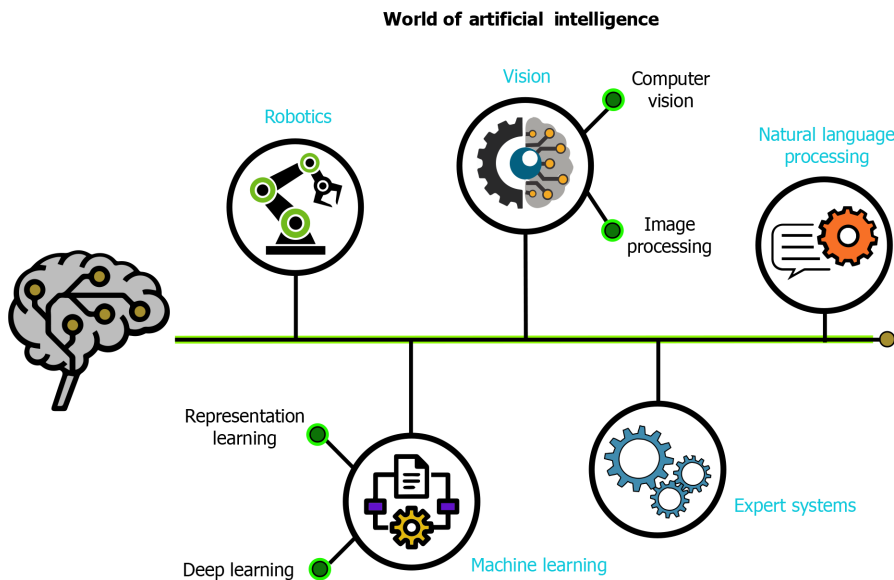 World of artificial intelligence
Vision
Computer
vision
Robotics
Natural language
processing
Image
processing
Representation
learning
Expert systems
Deep learning
Machine learning